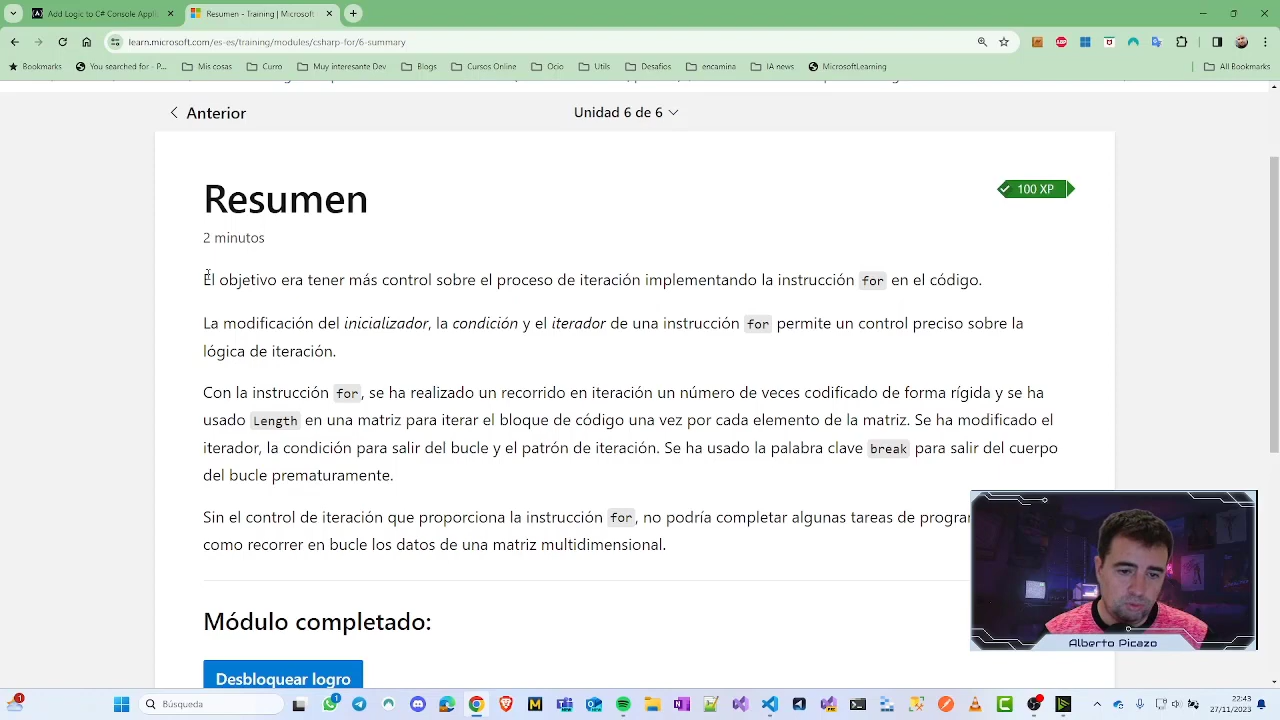 Add Logic to C# Console Applic
Resumen - Training | Microsoft
learn.microsoft.com/es-es/training/modules/csharp-for/6-summary
Bookmarks
You searched for . - P...
Mis cosas
Curro
Muy interesante Dev
Blogs
Cursos Online
Ocio
Utils
Desafios
encamina
IA news
MicrosoftLearning
All Bookmarks
Anterior
Unidad 6 de 6
Resumen
100 XP
2 minutos
El objetivo era tener más control sobre el proceso de iteración implementando la instrucción for en el código.
La modificación del inicializador, la condición y el iterador de una instrucción for permite un control preciso sobre la
lógica de iteración.
Con la instrucción for, se ha realizado un recorrido en iteración un número de veces codificado de forma rígida y se ha
usado Length en una matriz para iterar el bloque de código una vez por cada elemento de la matriz. Se ha modificado el
iterador, la condición para salir del bucle y el patrón de iteración. Se ha usado la palabra clave break para salir del cuerpo
del bucle prematuramente.
Sin el control de iteración que proporciona la instrucción for, no podría completar algunas tareas de progra
como recorrer en bucle los datos de una matriz multidimensional.
Módulo completado:
Desbloquear logro
Alberto Picazo
Búsqueda
22:43
27/11/2023